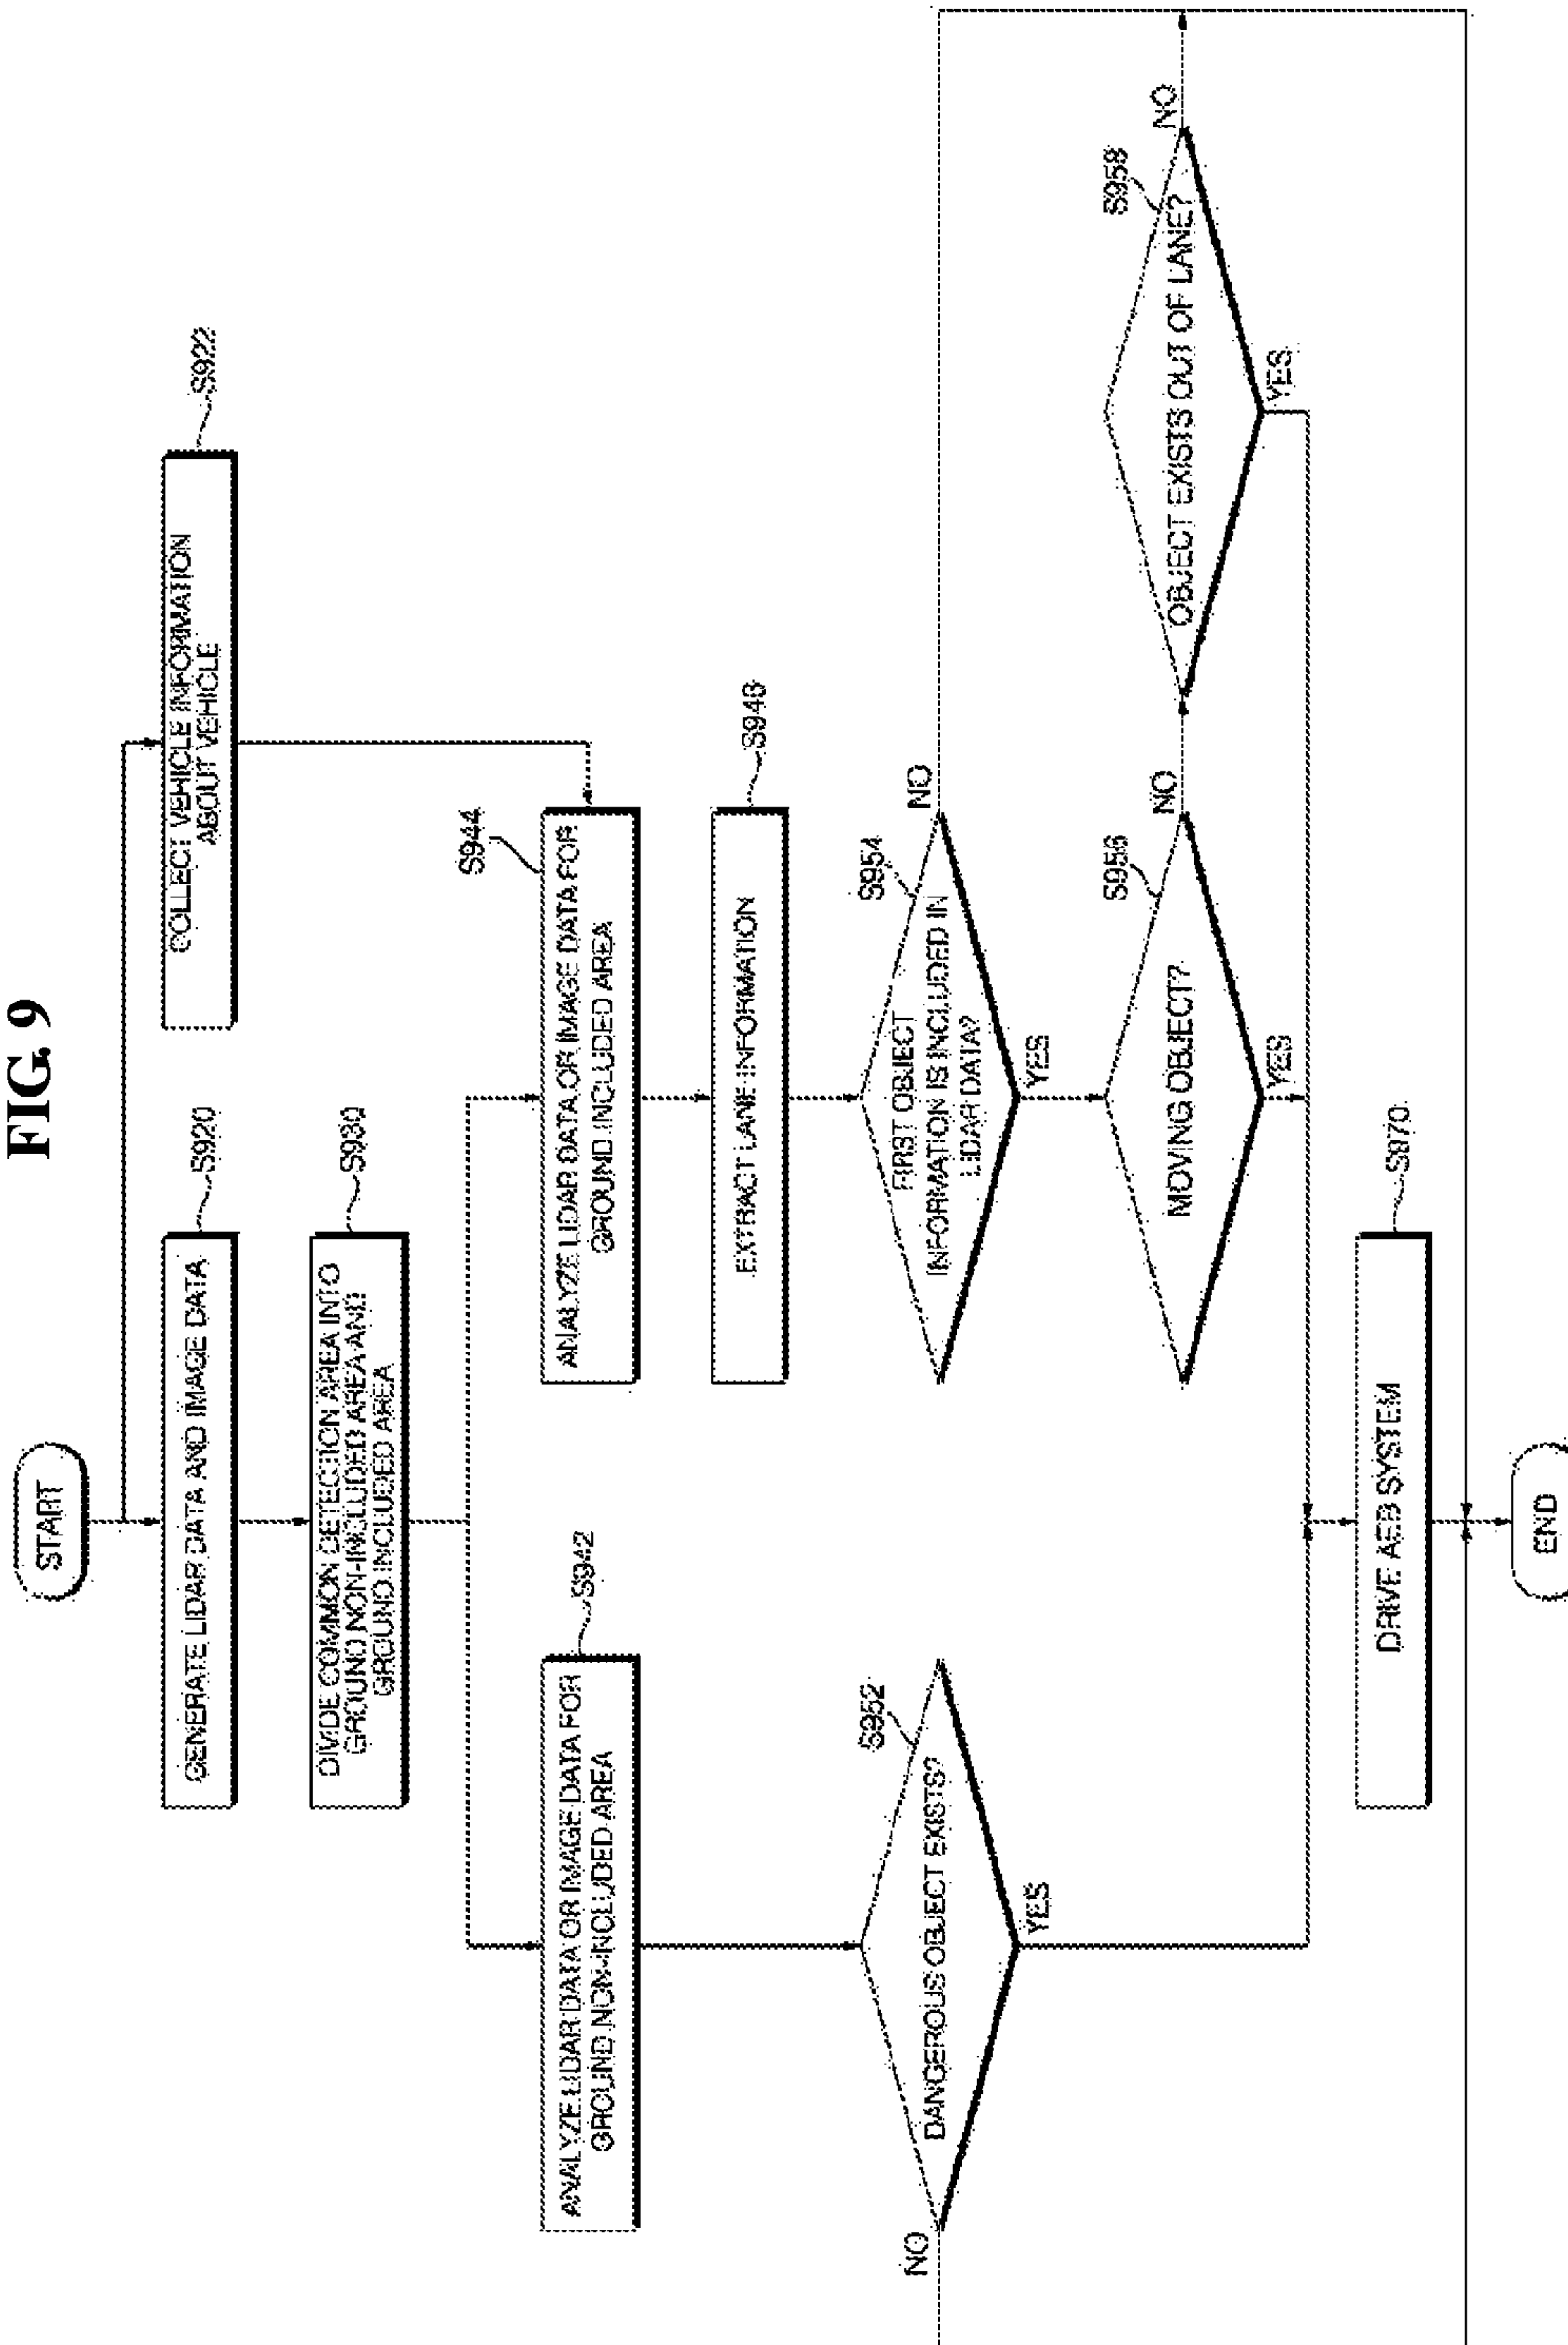 FIG. 9
START
GENERATE LIDAR DATA AND IMAGE DATA
S920
COLLECT VEHICLE INFORMATION
ABOUT VEHICLE
S922
DIVIDE COMMON DETECTION AREA INTO
GROUND NON-INCLUDED AREA AND
GROUND INCLUDED AREA
S930
ANALYZE LIDAR DATA OR IMAGE DATA FOR
GROUND NON-INCLUDED AREA
S942
ANALYZE LIDAR DATA OR IMAGE DATA FOR
GROUND INCLUDED AREA
S944
EXTRACT LANE INFORMATION
S946
DANGEROUS OBJECT EXISTS?
S952
NO
YES
FIRST OBJECT
INFORMATION IS INCLUDED IN
LIDAR DATA?
S954
NO
YES
MOVING OBJECT?
S956
NO
YES
OBJECT EXISTS OUT OF LANE?
S958
NO
YES
DRIVE AEB SYSTEM
S970
END